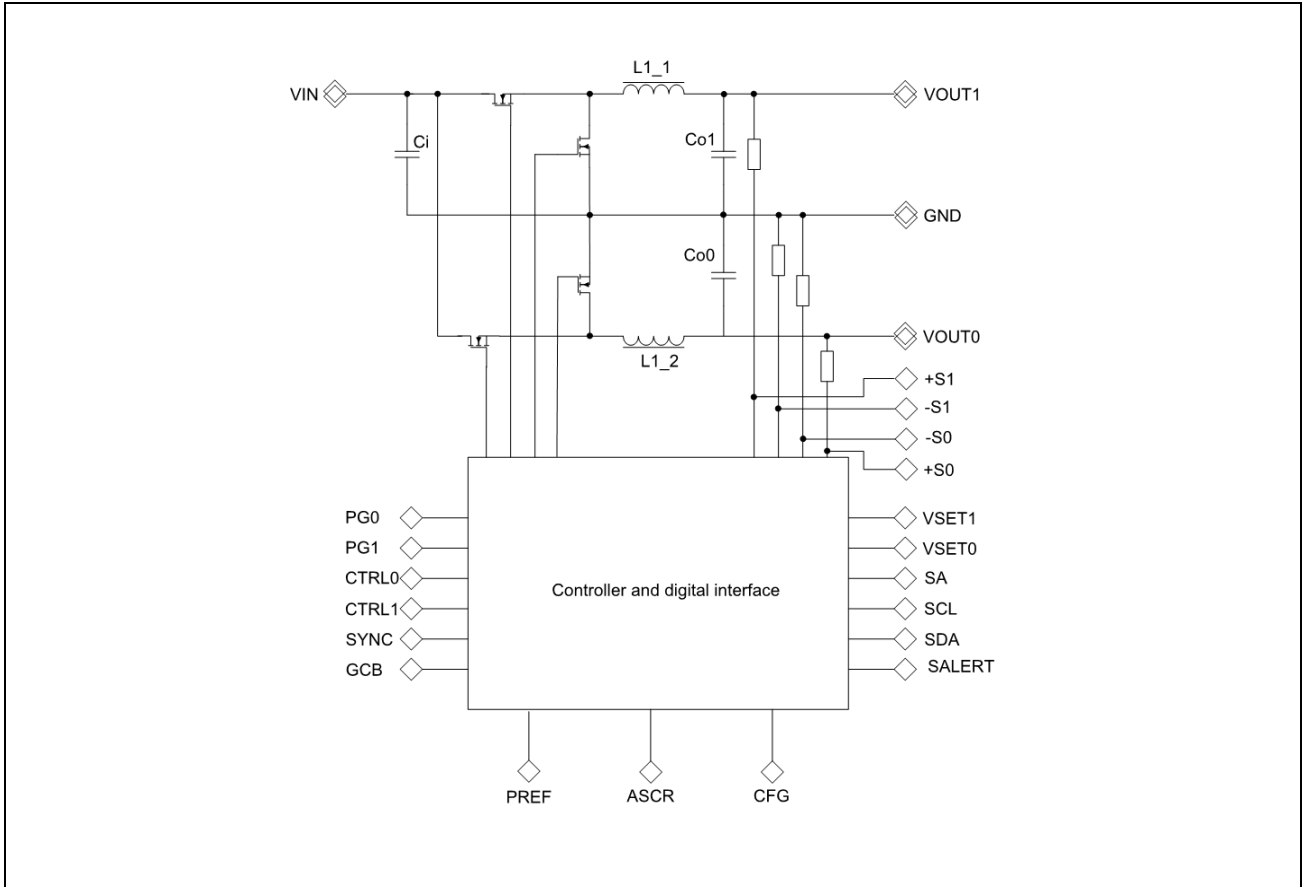 L1_1
VIN
VOUT1
Ci
Co1
GND
Co0
VOUT0
L1_2
+S1
-S1
-S0
+S0
PG0
VSET1
PG1
VSET0
CTRL0
Controller and digital interface
SA
CTRL1
SCL
SYNC
SDA
GCB
SALERT
PREF
ASCR
CFG